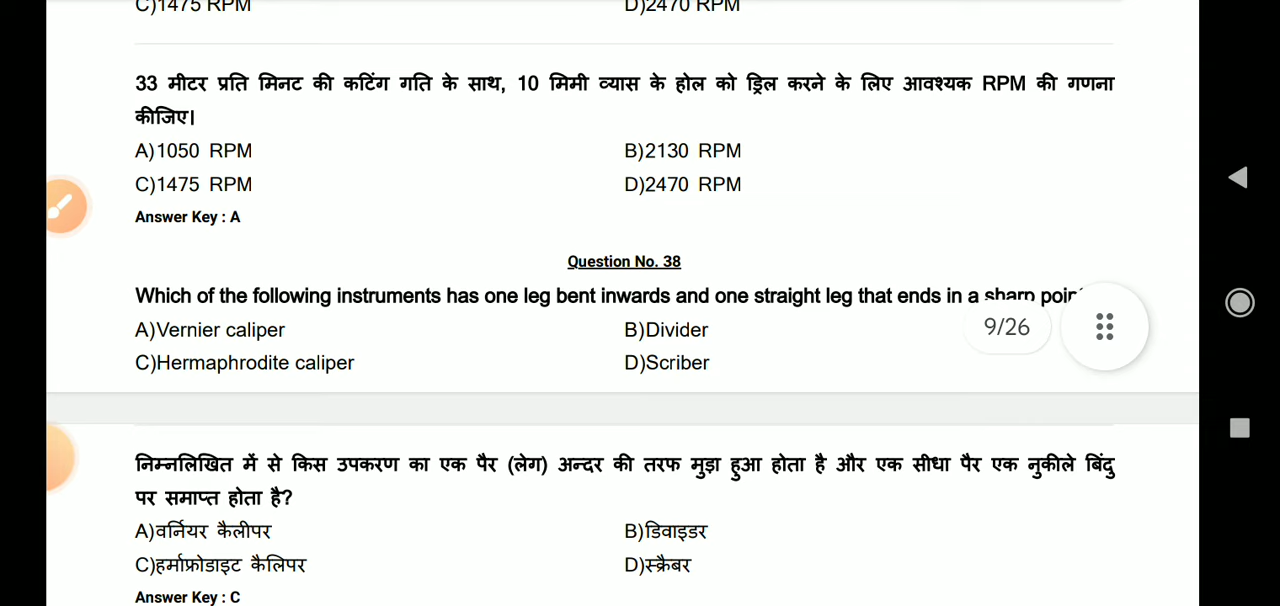 C)1475 RPM D)2470 RPM
33 मीटर प्रति मिनट की कटिंग गति के साथ, 10 मिमी व्यास के होल को ड्रिल करने के लिए आवश्यक RPM की गणना
कीजिए।
A)1050 RPM B)2130 RPM
C)1475 RPM D)2470 RPM
Answer Key : A
Question No. 38
Which of the following instruments has one leg bent inwards and one straight leg that ends in a sharp
A)Vernier caliper B)Divider
9/26
C)Hermaphrodite caliper D)Scriber
निम्नलिखित में से किस उपकरण का एक पैर (लेग) अन्दर की तरफ मुड़ा हुआ होता है और एक सीधा पैर एक नुकीले बिंदु
पर समाप्त होता है?
A)वर्नियर कैलीपर B)डिवाइडर
C)हर्माफ्रोडाइट कैलिपर D)स्क्रैबर
Answer Key : C